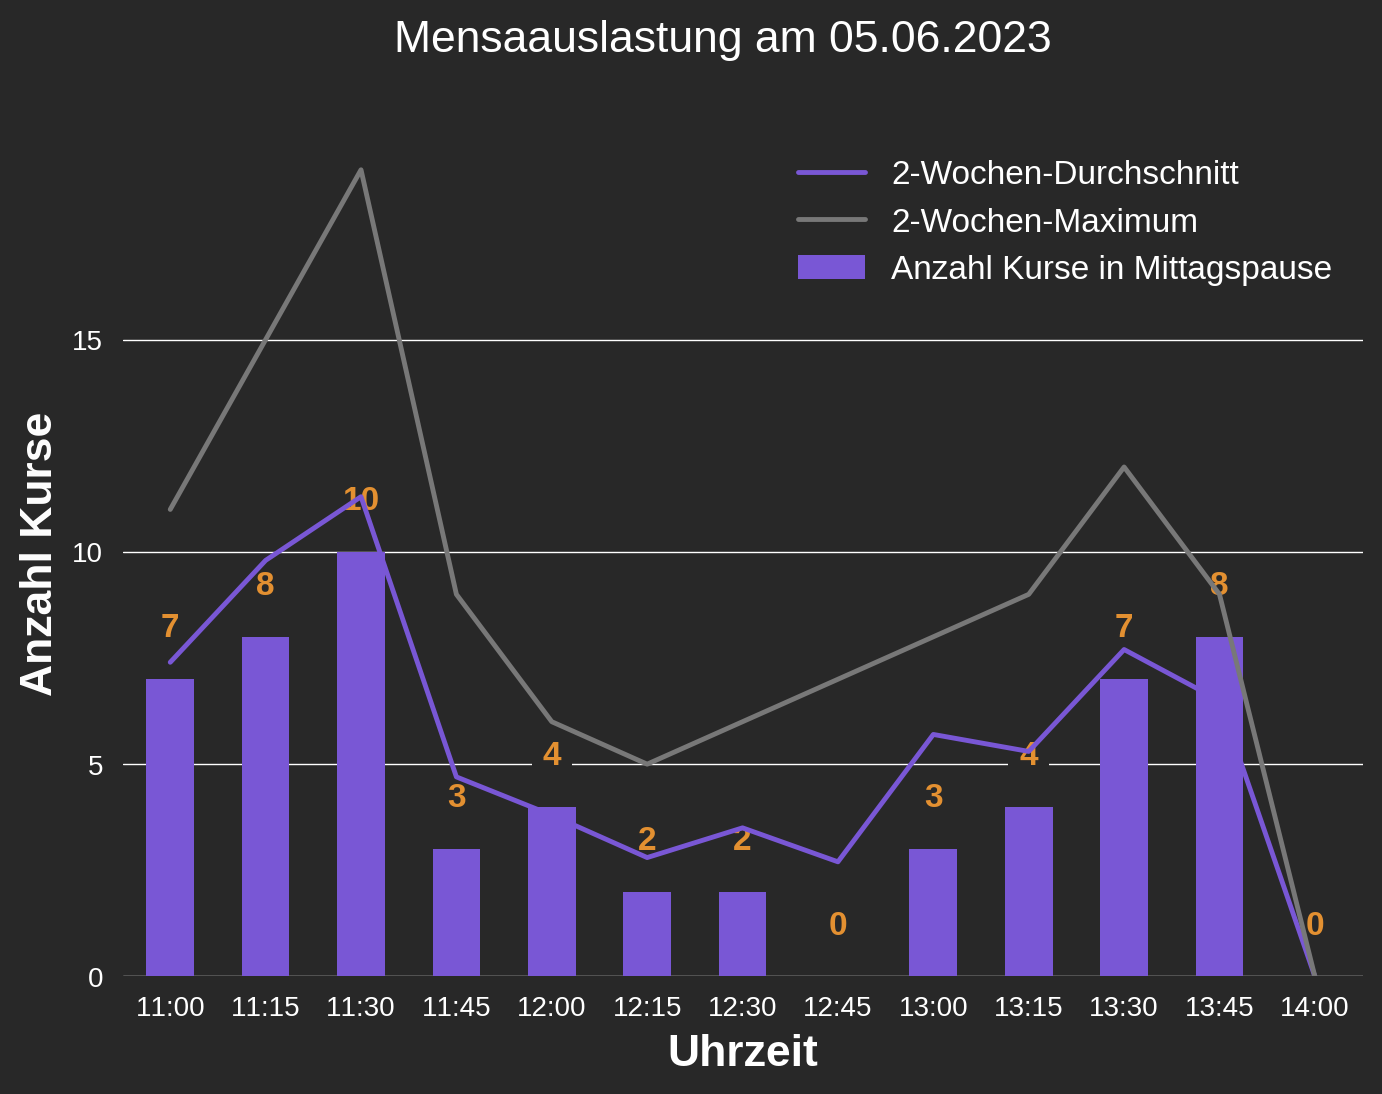 Mensaauslastung am 05.06.2023
2-Wochen-Durchschnitt
2-Wochen-Maximum
Anzahl Kurse in Mittagspause
Anzahl Kurse
15
10
5
0
7
8
10
3
4
2
2
0
3
4
7
8
0
11:00 11:15 11:30 11:45 12:00 12:15 12:30 12:45 13:00 13:15 13:30 13:45 14:00
Uhrzeit